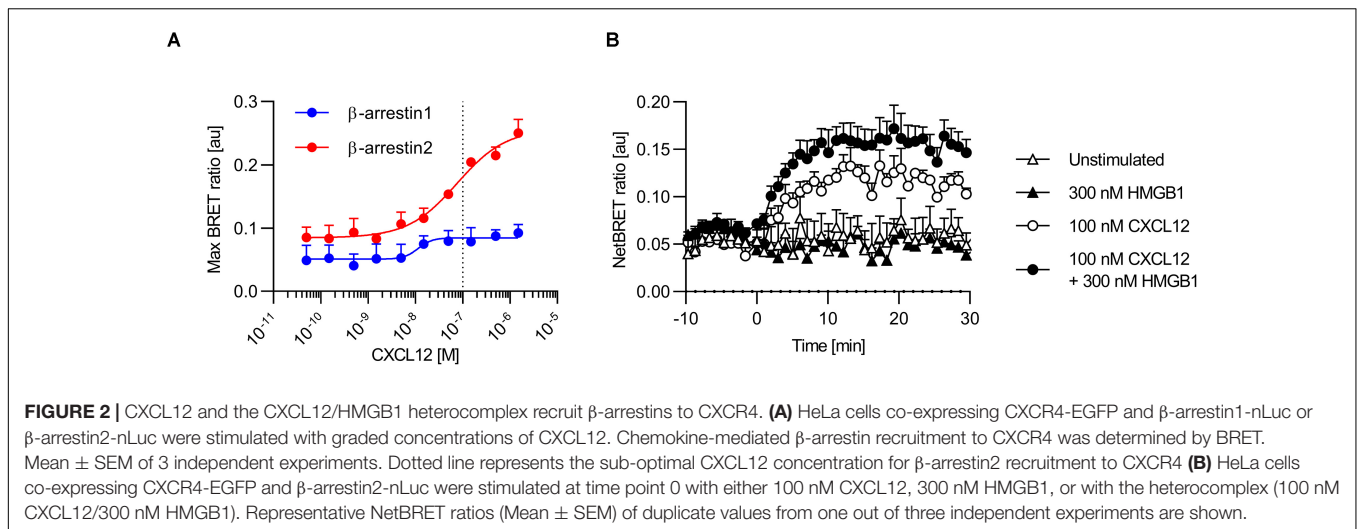 A
B
Max BRET ratio [au]
0.3
0.2
0.1
0.0
β-arrestin1
β-arrestin2
10-11
10-10
10-9
10-8
10-7
10-6
10-5
CXCL12 [M]
NetBRET ratio [au]
0.20
0.15
0.10
0.05
0.00
-10
0
10
20
30
Time [min]
Unstimulated
300 nM HMGB1
100 nM CXCL12
100 nM CXCL12
+ 300 nM HMGB1
FIGURE 2 | CXCL12 and the CXCL12/HMGB1 heterocomplex recruit β-arrestins to CXCR4. (A) HeLa cells co-expressing CXCR4-EGFP and β-arrestin1-nLuc or
β-arrestin2-nLuc were stimulated with graded concentrations of CXCL12. Chemokine-mediated β-arrestin recruitment to CXCR4 was determined by BRET.
Mean ± SEM of 3 independent experiments. Dotted line represents the sub-optimal CXCL12 concentration for β-arrestin2 recruitment to CXCR4 (B) HeLa cells
co-expressing CXCR4-EGFP and β-arrestin2-nLuc were stimulated at time point 0 with either 100 nM CXCL12, 300 nM HMGB1, or with the heterocomplex (100 nM
CXCL12/300 nM HMGB1). Representative NetBRET ratios (Mean ± SEM) of duplicate values from one out of three independent experiments are shown.